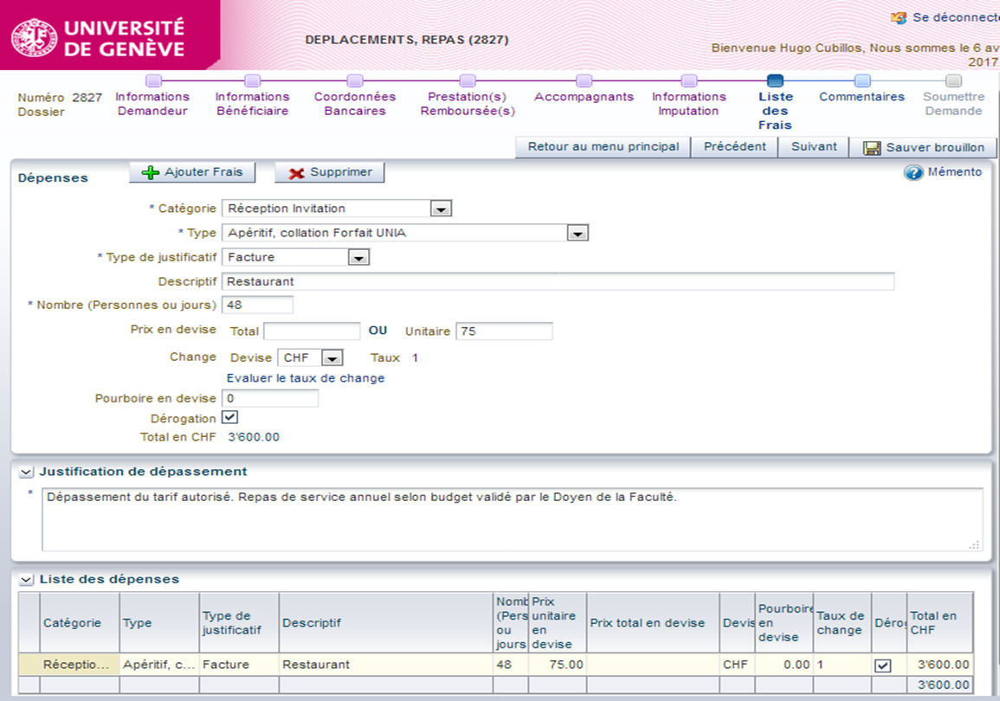 UNIVERSITÉ
DE GENÈVE
DEPLACEMENTS, REPAS (2827)
Se déconnect
Bienvenue Hugo Cubillos, Nous sommes le 6 av
2017
Numéro 2827
Dossier
Informations
Demandeur
Informations
Bénéficiaire
Coordonnées
Bancaires
Prestation(s)
Remboursée(s)
Accompagnants
Informations
Imputation
Liste
des
Frais
Commentaires
Soumettre
Demande
Retour au menu principal
Précédent
Suivant
Sauver brouillon
Dépenses
Ajouter Frais
Supprimer
Mémento
* Catégorie Réception Invitation
* Type Apéritif, collation Forfait UNIA
* Type de justificatif Facture
Descriptif Restaurant
* Nombre (Personnes ou jours) 48
Prix en devise Total OU Unitaire 75
Change Devise CHF Taux 1
Evaluer le taux de change
Pourboire en devise 0
Dérogation
Total en CHF 3'600.00
Justification de dépassement
* Dépassement du tarif autorisé. Repas de service annuel selon budget validé par le Doyen de la Faculté.
Liste des dépenses
Catégorie
Type
Type de
justificatif
Descriptif
Nomb
(Pers
ou
jours
Prix
unitaire
en
devise
Prix total en devise
Devis
Pourboire
en
devise
Taux de
change
Dérog
Total en
CHF
Réceptio... Apéritif, c... Facture Restaurant 48 75.00 CHF 0.00 1 3'600.00
3'600.00